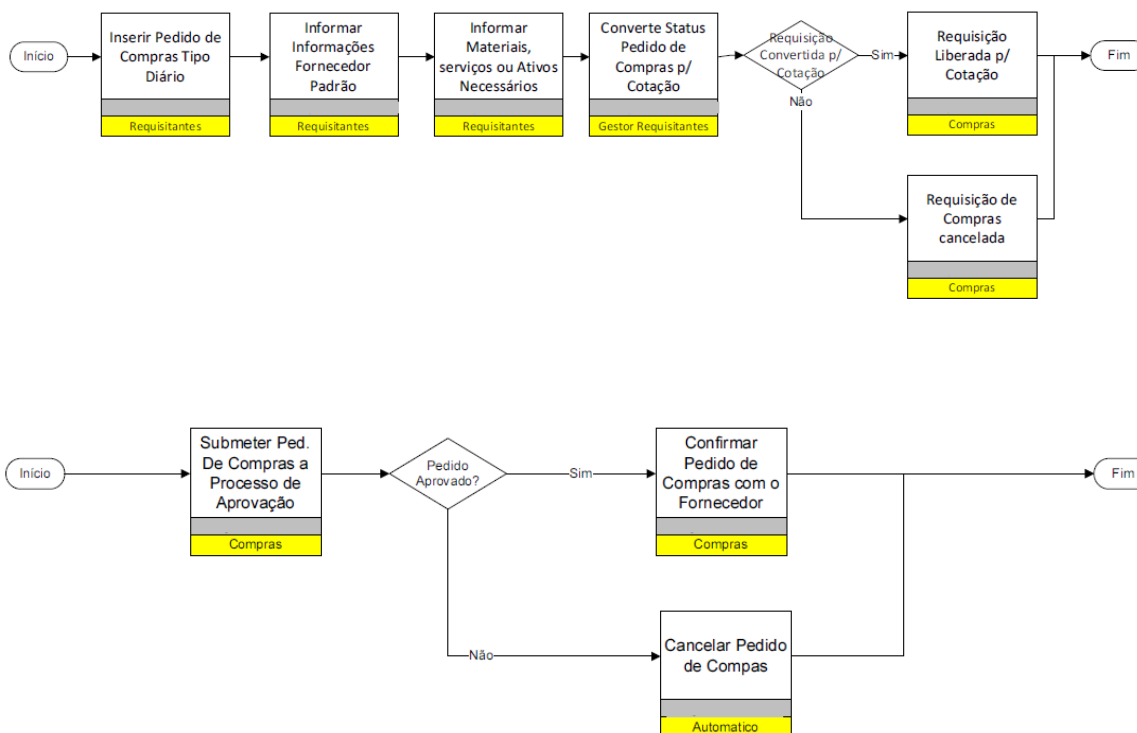 Início
Inserir Pedido de
Compras Tipo
Diário
Requisitantes
Informar
Informações
Fornecedor
Padrão
Requisitantes
Informar
Materiais,
serviços ou Ativos
Necessários
Requisitantes
Converte Status
Pedido de
Compras p/
Cotação
Gestor Requisitantes
Requisição
Convertida p/
Cotação
Sim
Não
Requisição
Liberada p/
Cotação
Compras
Fim
Requisição de
Compras
cancelada
Compras
Início
Submeter Ped.
De Compras a
Processo de
Aprovação
Compras
Pedido
Aprovado?
Sim
Confirmar
Pedido de
Compras com o
Fornecedor
Compras
Fim
Não
Cancelar Pedido
de Compas
Automatico